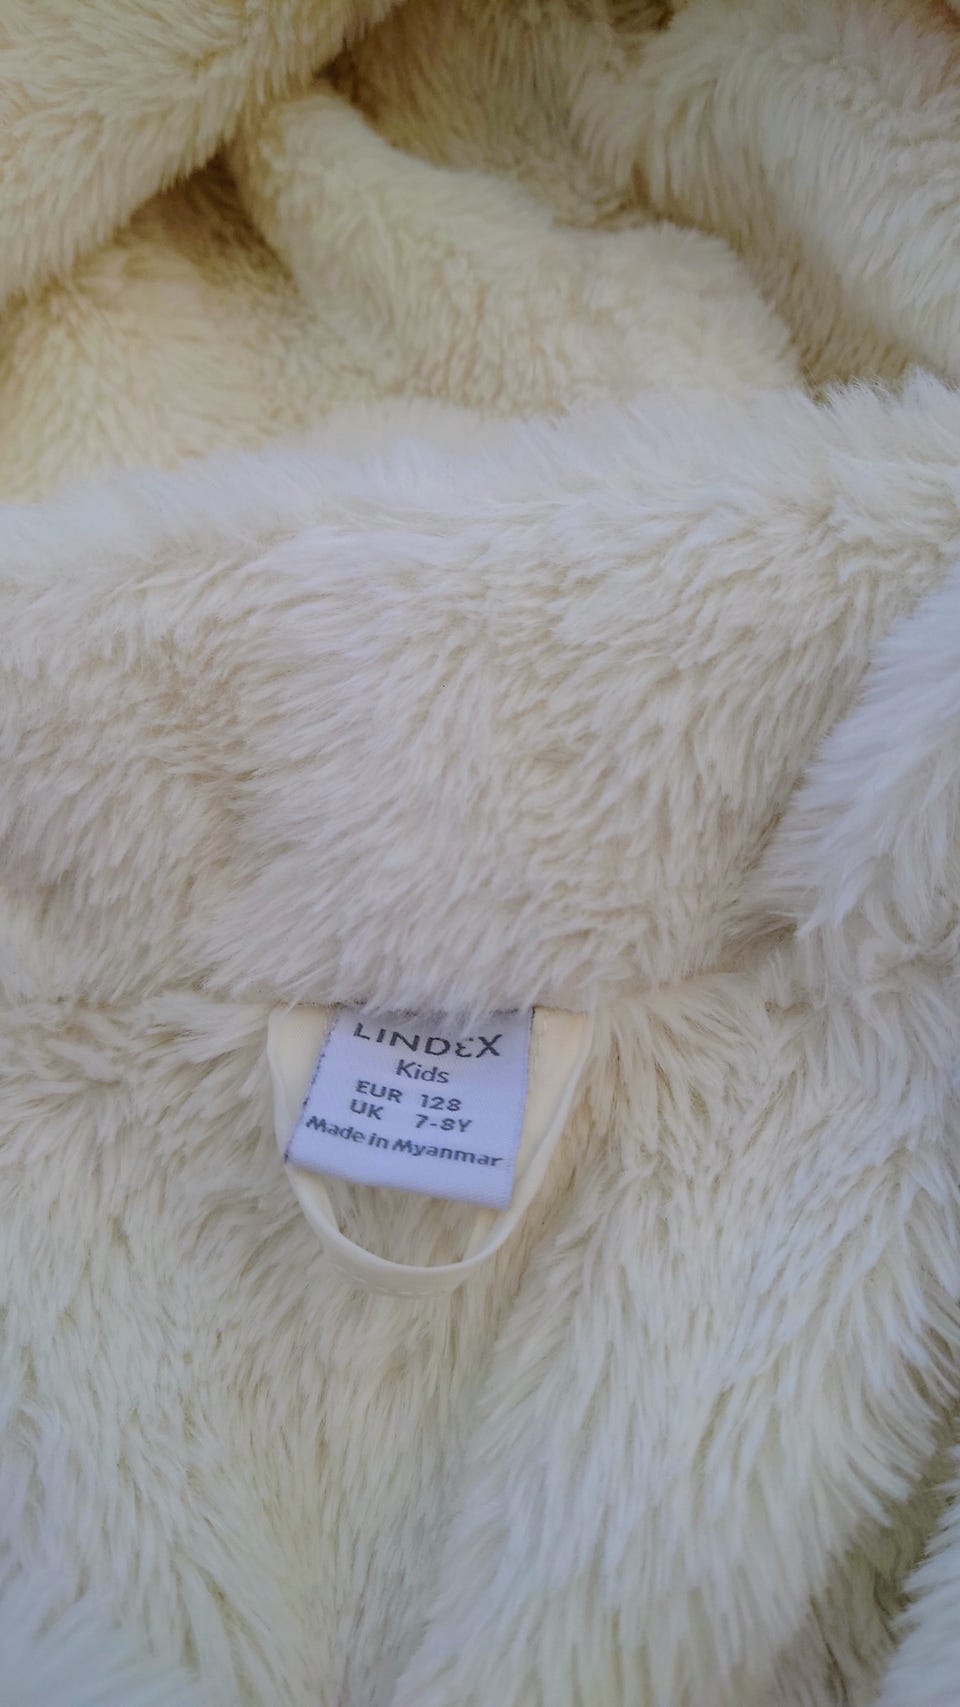 LINDEX
Kids
EUR 128
UK 7-8Y
Made in Myanmar